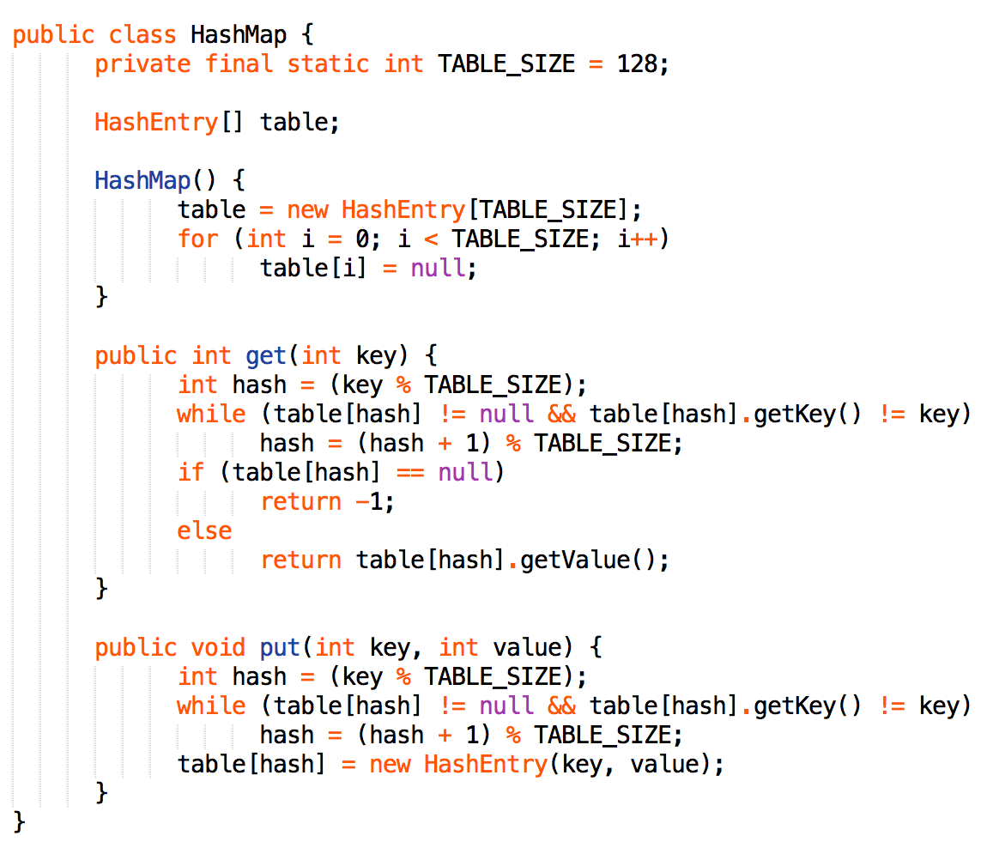 public class HashMap {
private final static int TABLE_SIZE = 128;
HashEntry[] table;
HashMap() {
table = new HashEntry[TABLE_SIZE];
for (int i = 0; i < TABLE_SIZE; i++)
table[i] = null;
}
public int get(int key) {
int hash = (key % TABLE_SIZE);
while (table[hash] != null && table[hash].getKey() != key)
hash = (hash + 1) % TABLE_SIZE;
if (table[hash] == null)
return -1;
else
return table[hash].getValue();
}
public void put(int key, int value) {
int hash = (key % TABLE_SIZE);
while (table[hash] != null && table[hash].getKey() != key)
hash = (hash + 1) % TABLE_SIZE;
table[hash] = new HashEntry(key, value);
}
}